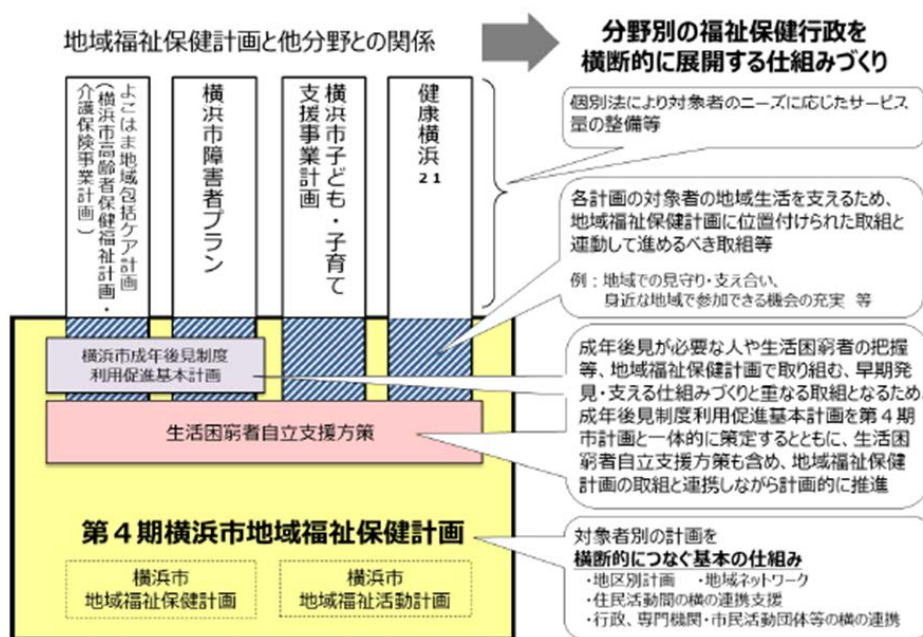 地域福祉保健計画と他分野との関係
分野別の福祉保健行政を
横断的に展開する仕組みづくり
よこはま地域包括ケア計画
(横浜市高齢者保健福祉計画・
介護保険事業計画)
横浜市障害者プラン
横浜市子ども・子育て
支援事業計画
健康横浜21
個別法により対象者のニーズに応じたサービス
量の整備等
各計画の対象者の地域生活を支えるため、
地域福祉保健計画に位置付けられた取組と
連動して進めるべき取組等
例：地域での見守り・支え合い、
身近な地域で参加できる機会の充実 等
横浜市成年後見制度
利用促進基本計画
生活困窮者自立支援方策
成年後見が必要な人や生活困窮者の把握
等、地域福祉保健計画で取り組む、早期発
見・支える仕組みづくりと重なる取組となるため、
成年後見制度利用促進基本計画を第４期
市計画と一体的に策定するとともに、生活困
窮者自立支援方策も含め、地域福祉保健
計画の取組と連携しながら計画的に推進
第４期横浜市地域福祉保健計画
横浜市
地域福祉保健計画
横浜市
地域福祉活動計画
対象者別の計画を
横断的につなぐ基本の仕組み
・地区別計画 ・地域ネットワーク
・住民活動間の横の連携支援
・行政、専門機関・市民活動団体等の横の連携